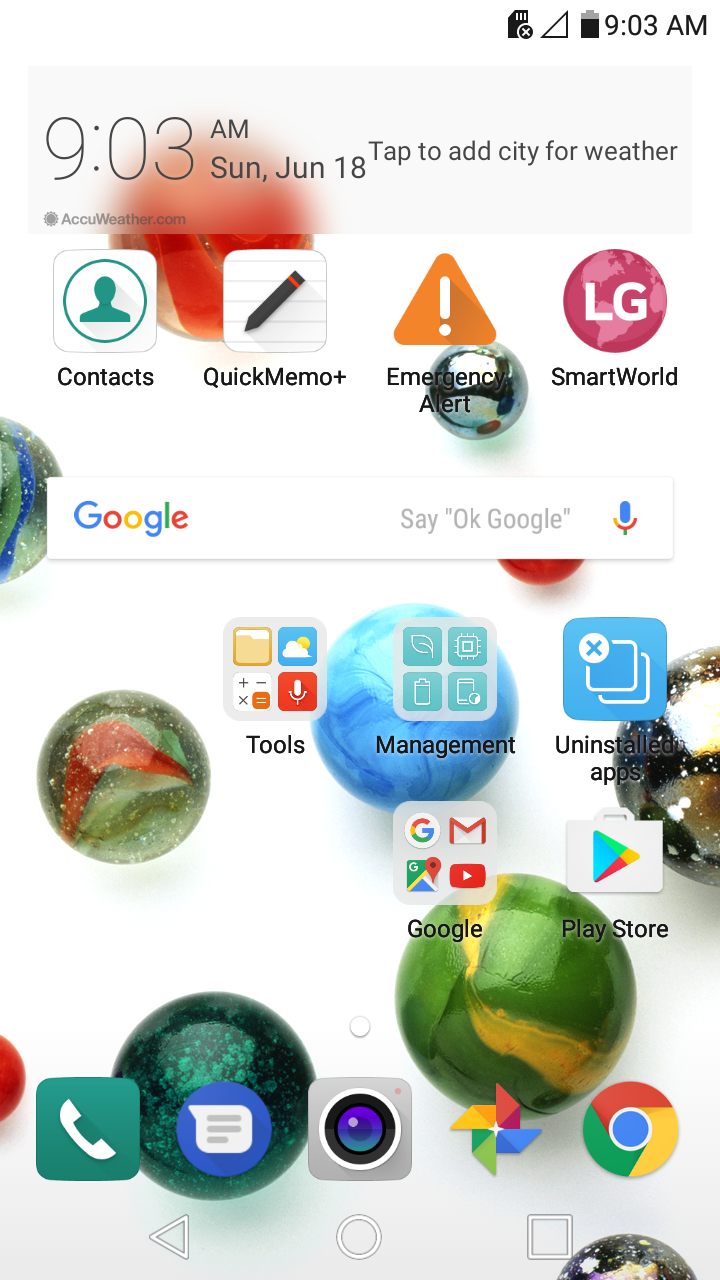 9:03 AM
9:03 AM
Sun, Jun 18
Tap to add city for weather
AccuWeather.com
LG
Contacts
QuickMemo+
Emergency
Alert
SmartWorld
Google
Say "Ok Google"
Tools
Management
Uninstalled
apps
G
G
Google
Play Store